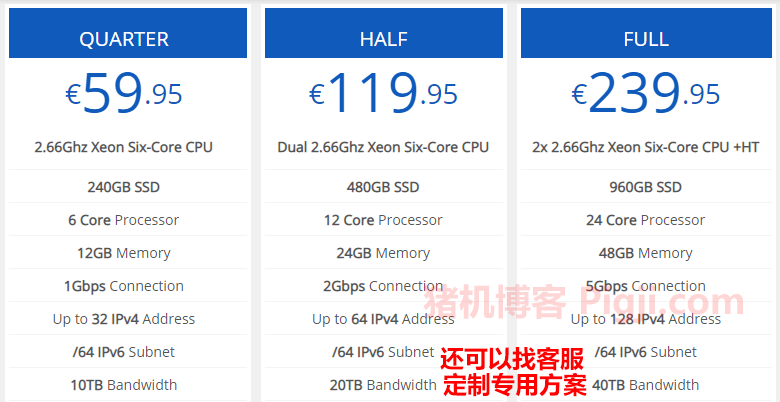 QUARTER
€59.95
2.66Ghz Xeon Six-Core CPU
240GB SSD
6 Core Processor
12GB Memory
1Gbps Connection
Up to 32 IPv4 Address
/64 IPv6 Subnet
10TB Bandwidth
HALF
€119.95
Dual 2.66Ghz Xeon Six-Core CPU
480GB SSD
12 Core Processor
24GB Memory
2Gbps Connection
Up to 64 IPv4 Address
/64 IPv6 Subnet
20TB Bandwidth
FULL
€239.95
2x 2.66Ghz Xeon Six-Core CPU +HT
960GB SSD
24 Core Processor
48GB Memory
5Gbps Connection
Up to 128 IPv4 Address
/64 IPv6 Subnet
40TB Bandwidth
猪机博客 Pigji.com
还可以找客服
定制专用方案